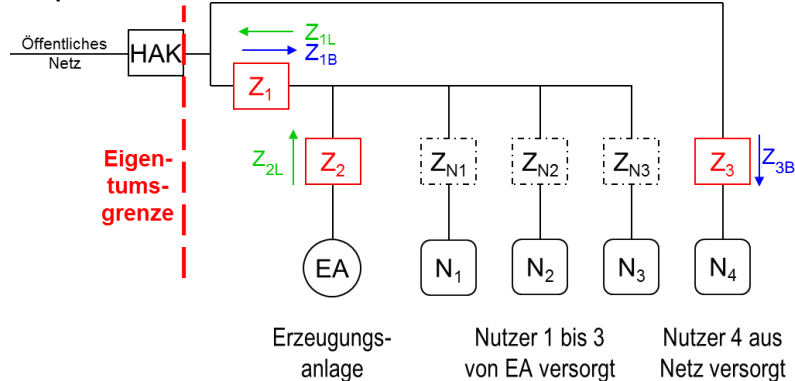 Öffentliches
Netz
HAK
Z1L
Z1B
Z1
Eigen-
tums-
grenze
Z2L
Z2
ZN1
ZN2
ZN3
Z3
Z3B
EA
N1
N2
N3
N4
Erzeugungs-
anlage
Nutzer 1 bis 3
von EA versorgt
Nutzer 4 aus
Netz versorgt